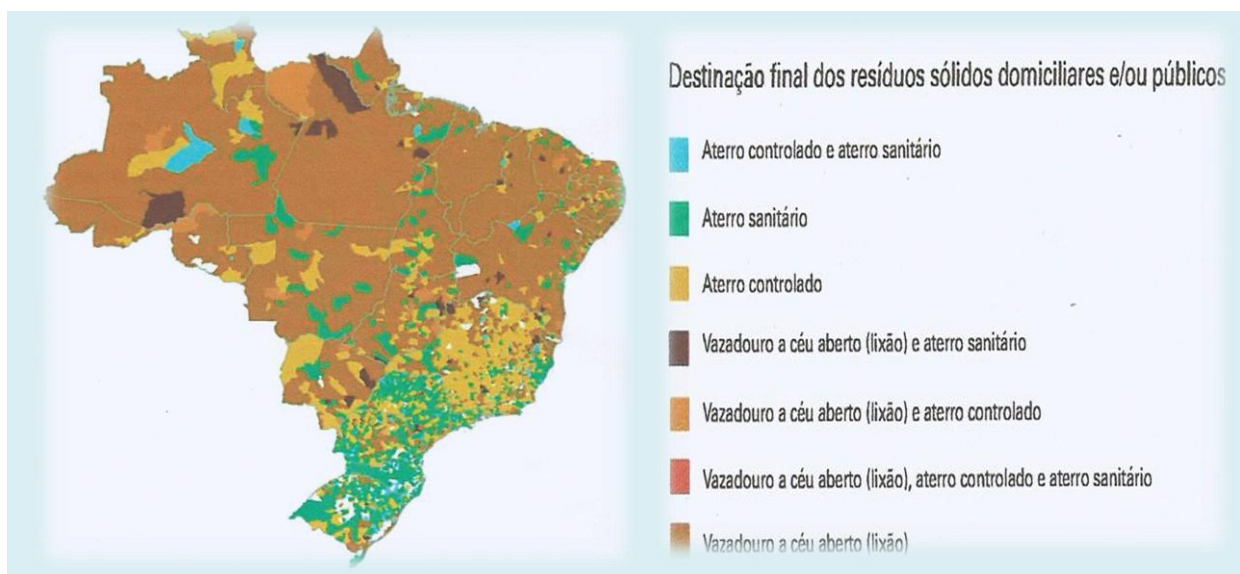 Destinação final dos resíduos sólidos domiciliares e/ou públicos
Aterro controlado e aterro sanitário
Aterro sanitário
Aterro controlado
Vazadouro a céu aberto (lixão) e aterro sanitário
Vazadouro a céu aberto (lixão) e aterro controlado
Vazadouro a céu aberto (lixão), aterro controlado e aterro sanitário
Vazadouro a céu aberto (lixão)